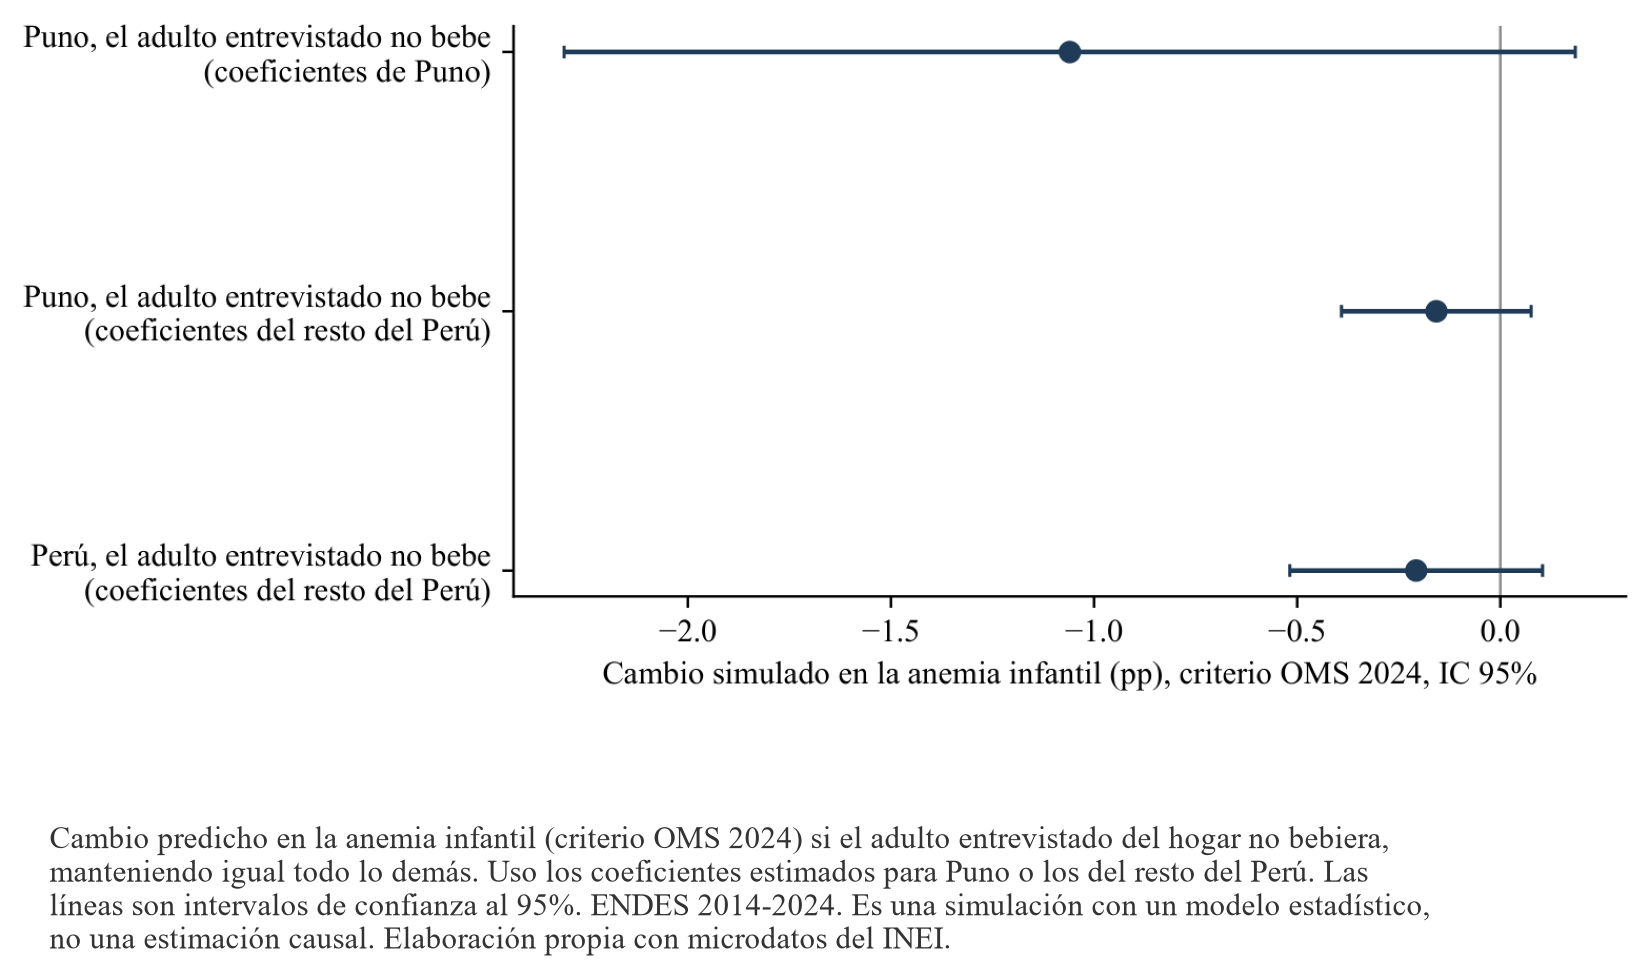 Puno, el adulto entrevistado no bebe
(coeficientes de Puno)
Puno, el adulto entrevistado no bebe
(coeficientes del resto del Perú)
Perú, el adulto entrevistado no bebe
(coeficientes del resto del Perú)
−2.0 −1.5 −1.0 −0.5 0.0
Cambio simulado en la anemia infantil (pp), criterio OMS 2024, IC 95%
Cambio predicho en la anemia infantil (criterio OMS 2024) si el adulto entrevistado del hogar no bebiera,
manteniendo igual todo lo demás. Uso los coeficientes estimados para Puno o los del resto del Perú. Las
líneas son intervalos de confianza al 95%. ENDES 2014-2024. Es una simulación con un modelo estadístico,
no una estimación causal. Elaboración propia con microdatos del INEI.